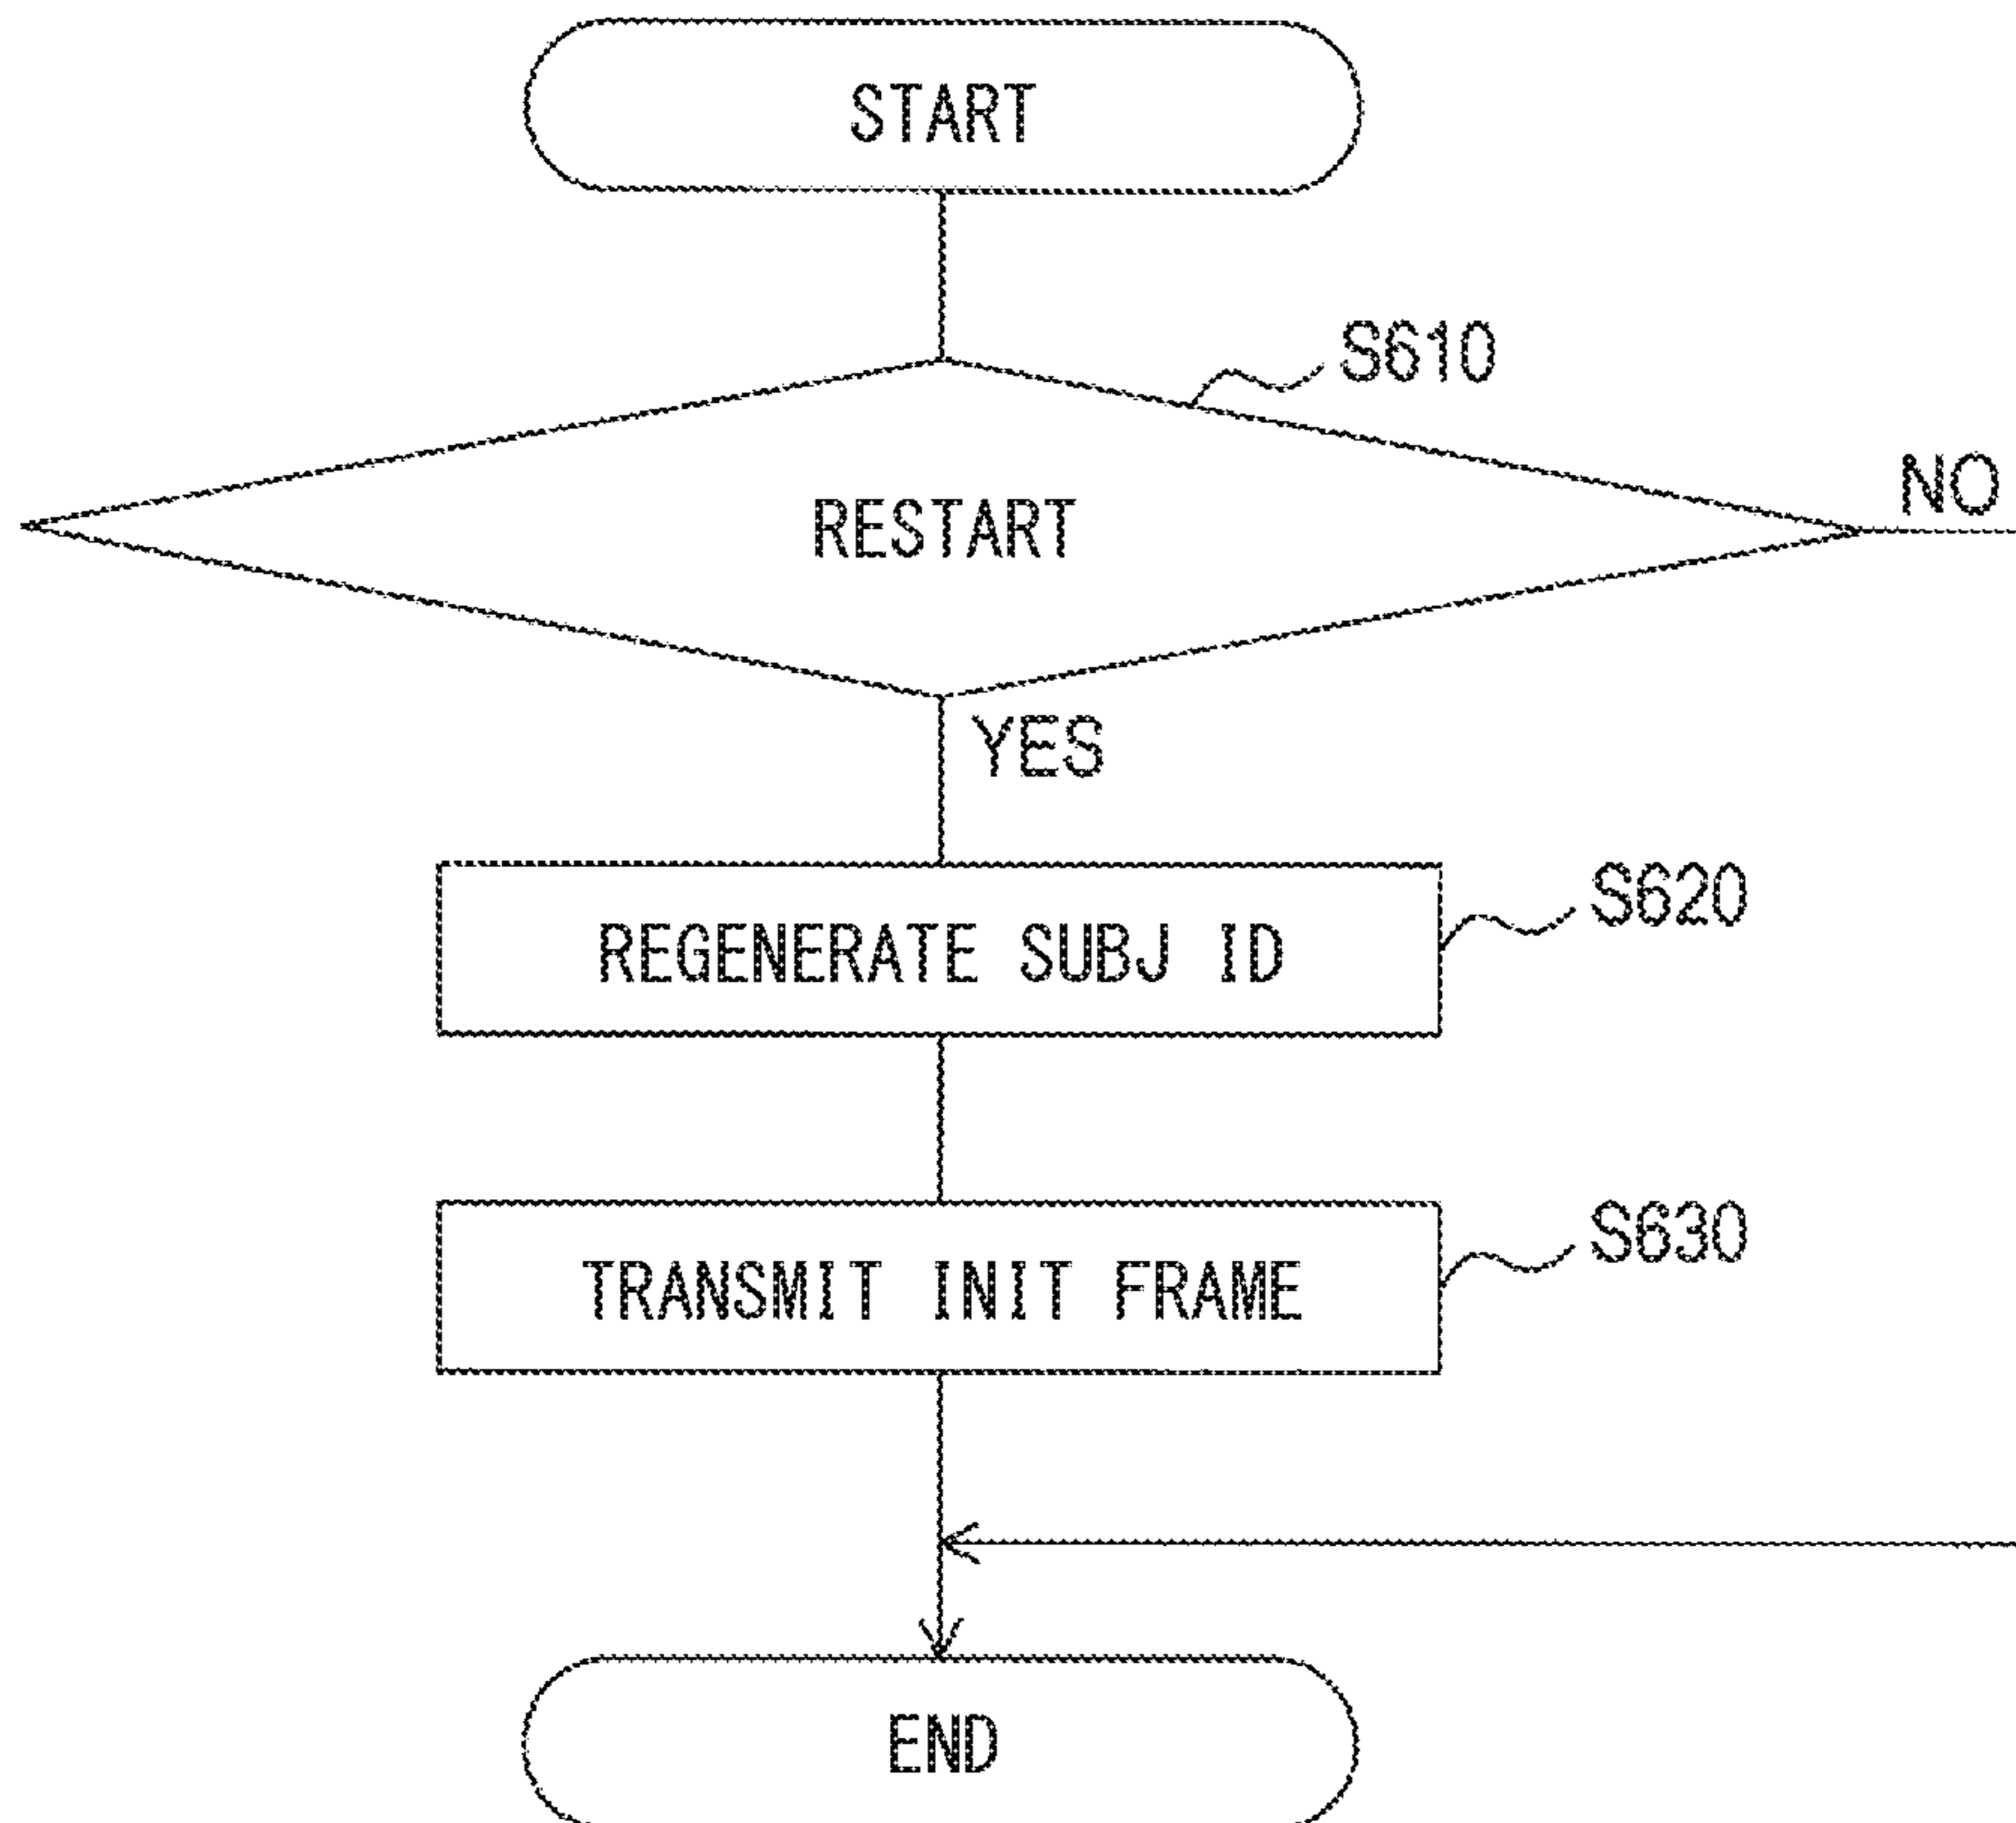 START
S610
RESTART
NO
YES
REGENERATE SUBJ ID
S620
TRANSMIT INIT FRAME
S630
END